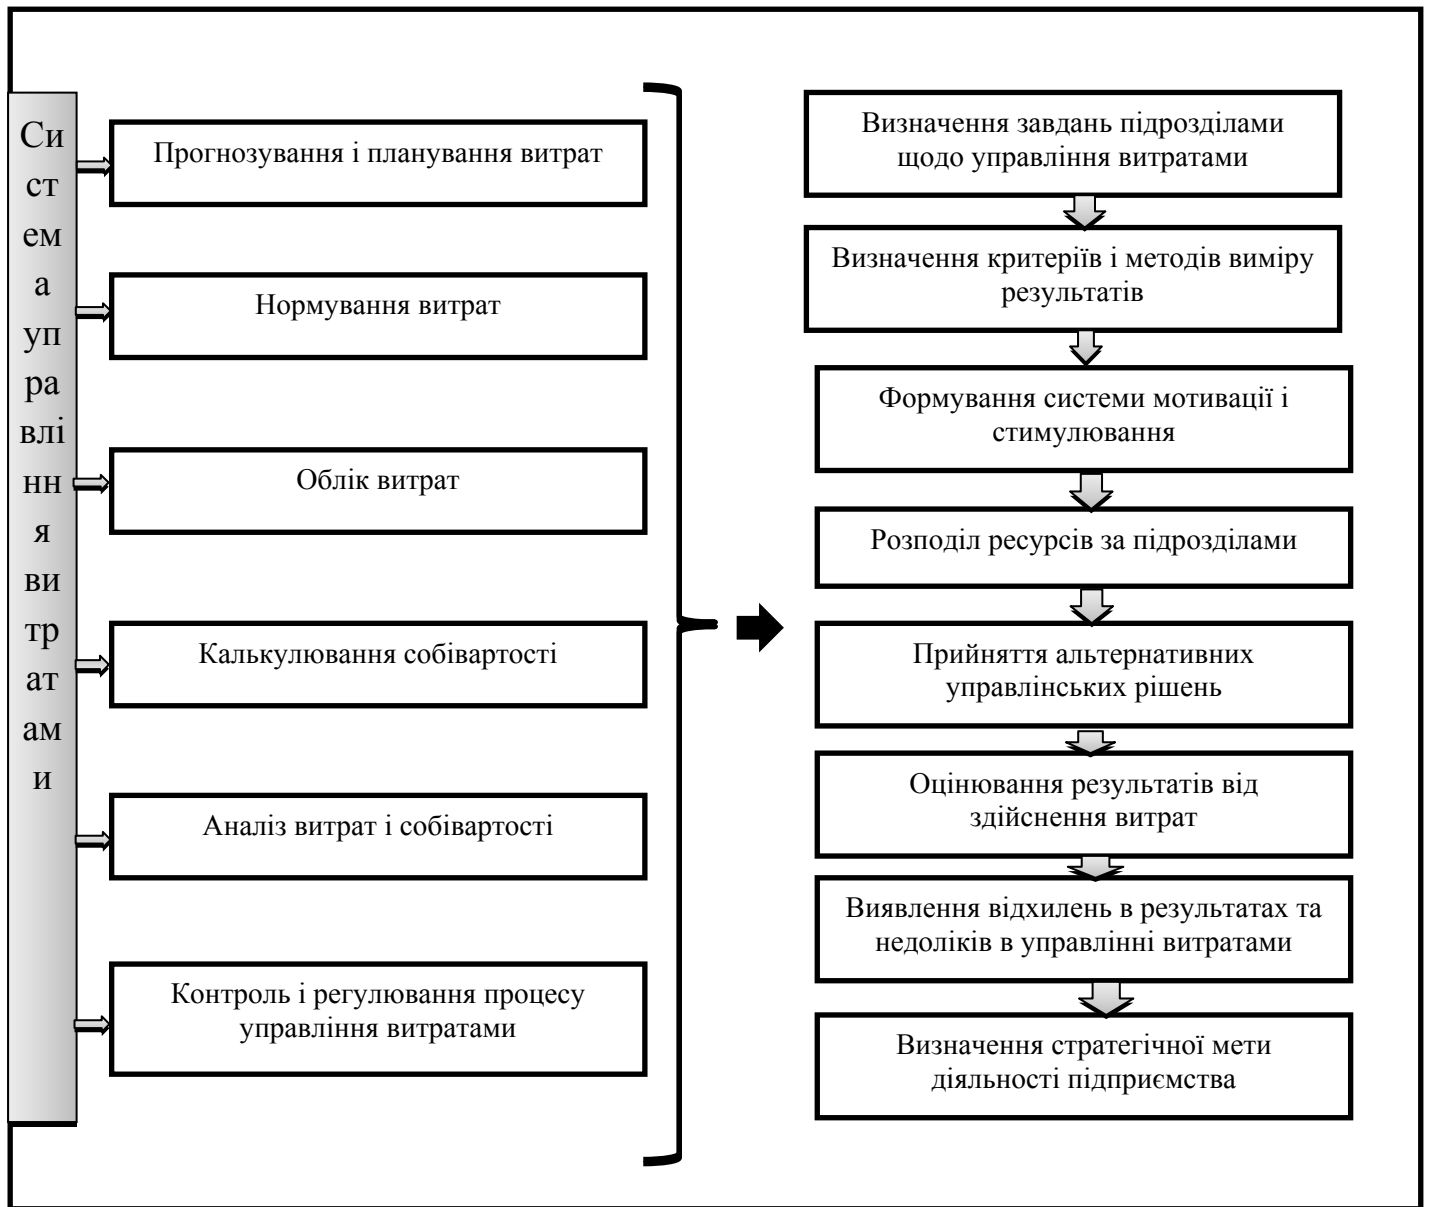 Си
ст
ем
а
уп
ра
влі
нн
я
ви
тр
ат
ам
и
Прогнозування і планування витрат
Нормування витрат
Облік витрат
Калькулювання собівартості
Аналіз витрат і собівартості
Контроль і регулювання процесу
управління витратами
Визначення завдань підрозділами
щодо управління витратами
Визначення критеріїв і методів виміру
результатів
Формування системи мотивації і
стимулювання
Розподіл ресурсів за підрозділами
Прийняття альтернативних
управлінських рішень
Оцінювання результатів від
здійснення витрат
Виявлення відхилень в результатах та
недоліків в управлінні витратами
Визначення стратегічної мети
діяльності підприємства